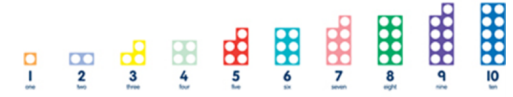 1 2 3 4 5 6 7 8 9 10
one two three four five six seven eight nine ten